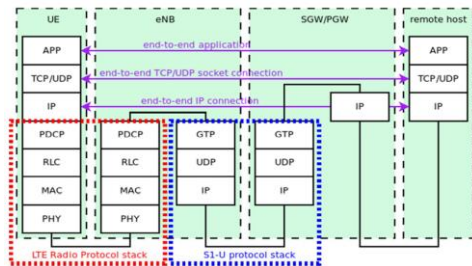 UE eNB SGW/PGW remote host
APP end-to-end application APP
TCP/UDP end-to-end TCP/UDP socket connection TCP/UDP
IP end-to-end IP connection IP IP
PDCP PDCP GTP GTP
RLC RLC UDP UDP
MAC MAC IP IP
PHY PHY
LTE Radio Protocol stack S1-U protocol stack